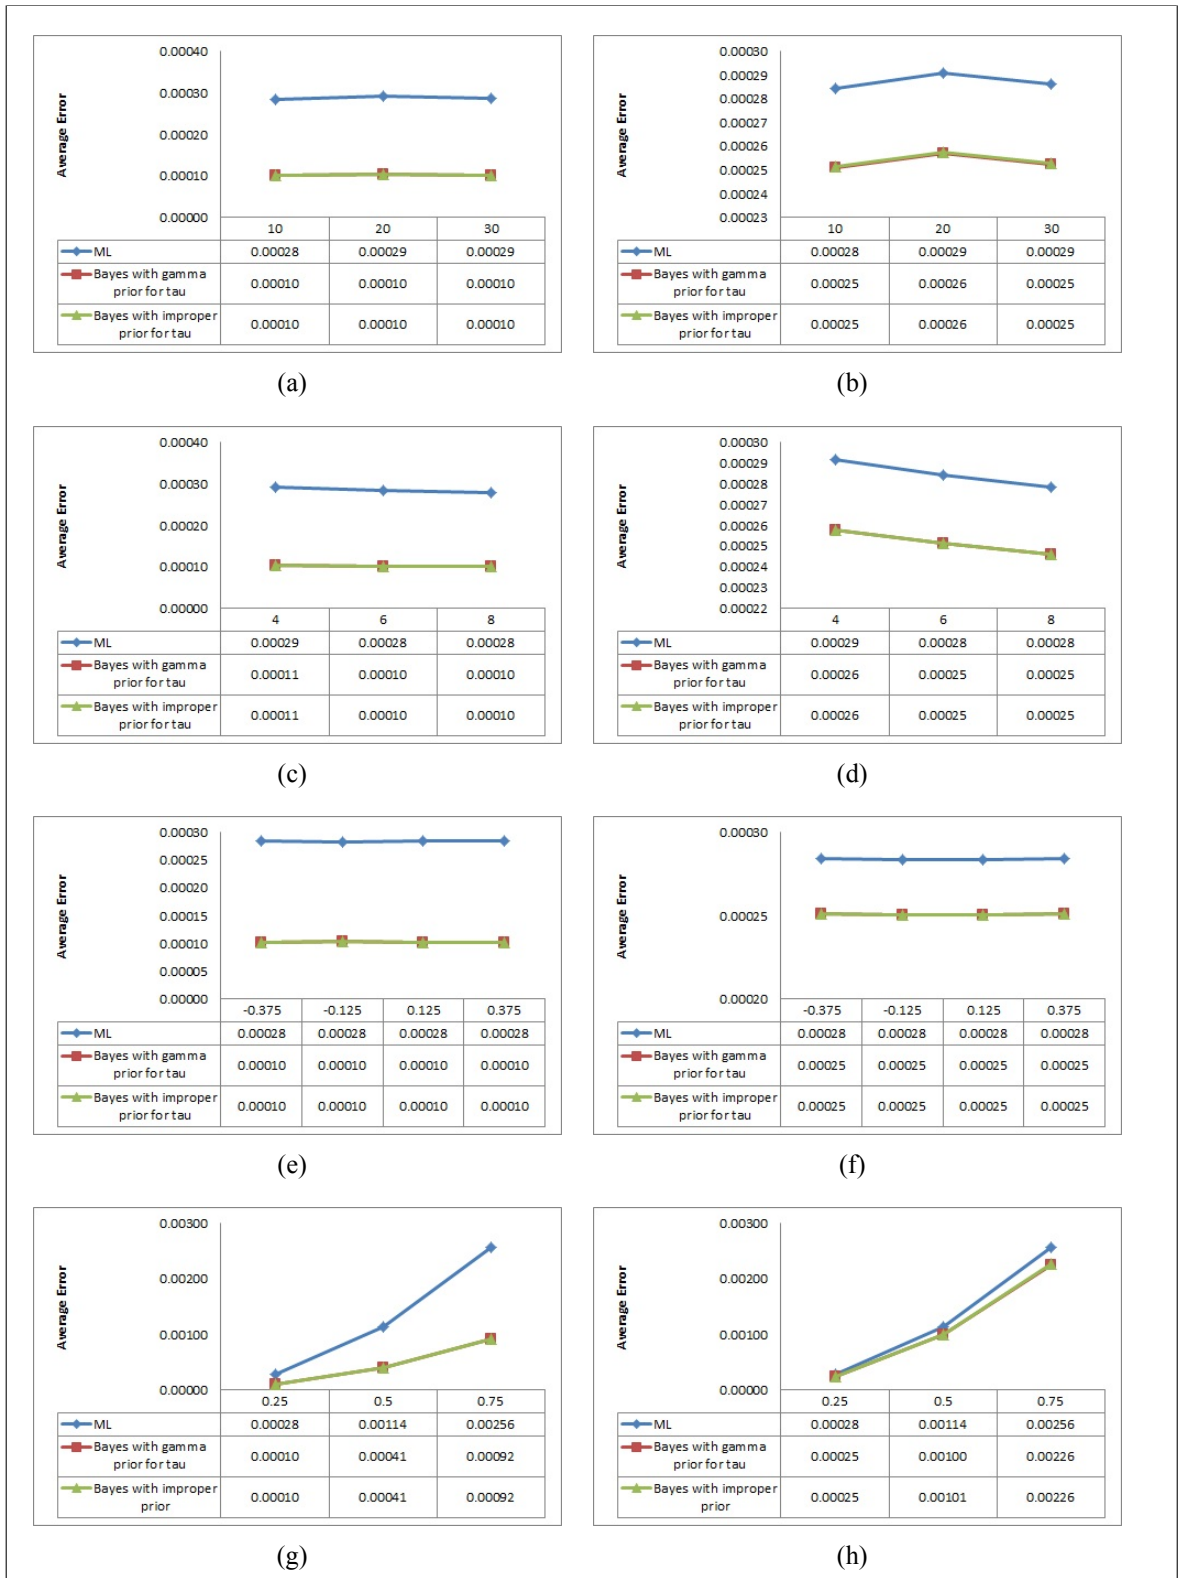 0.00040
0.00030
0.00020
0.00010
0.00000
Average Error
10 20 30
ML 0.00028 0.00029 0.00029
Bayes with gamma
prior for tau 0.00010 0.00010 0.00010
Bayes with improper
prior for tau 0.00010 0.00010 0.00010
(a)
0.00030
0.00029
0.00028
0.00027
0.00026
0.00025
0.00024
0.00023
Average Error
10 20 30
ML 0.00028 0.00029 0.00029
Bayes with gamma
prior for tau 0.00025 0.00026 0.00025
Bayes with improper
prior for tau 0.00025 0.00026 0.00025
(b)
0.00040
0.00030
0.00020
0.00010
0.00000
Average Error
4 6 8
ML 0.00029 0.00028 0.00028
Bayes with gamma
prior for tau 0.00011 0.00010 0.00010
Bayes with improper
prior for tau 0.00011 0.00010 0.00010
(c)
0.00030
0.00029
0.00028
0.00027
0.00026
0.00025
0.00024
0.00023
0.00022
Average Error
4 6 8
ML 0.00029 0.00028 0.00028
Bayes with gamma
prior for tau 0.00026 0.00025 0.00025
Bayes with improper
prior for tau 0.00026 0.00025 0.00025
(d)
0.00030
0.00025
0.00020
0.00015
0.00010
0.00005
0.00000
Average Error
-0.375 -0.125 0.125 0.375
ML 0.00028 0.00028 0.00028 0.00028
Bayes with gamma
prior for tau 0.00010 0.00010 0.00010 0.00010
Bayes with improper
prior for tau 0.00010 0.00010 0.00010 0.00010
(e)
0.00030
0.00025
0.00020
Average Error
-0.375 -0.125 0.125 0.375
ML 0.00028 0.00028 0.00028 0.00028
Bayes with gamma
prior for tau 0.00025 0.00025 0.00025 0.00025
Bayes with improper
prior for tau 0.00025 0.00025 0.00025 0.00025
(f)
0.00300
0.00200
0.00100
0.00000
Average Error
0.25 0.5 0.75
ML 0.00028 0.00114 0.00256
Bayes with gamma
prior for tau 0.00010 0.00041 0.00092
Bayes with improper
prior 0.00010 0.00041 0.00092
(g)
0.00300
0.00200
0.00100
0.00000
Average Error
0.25 0.5 0.75
ML 0.00028 0.00114 0.00256
Bayes with gamma
prior for tau 0.00025 0.00100 0.00226
Bayes with improper
prior 0.00025 0.00101 0.00226
(h)